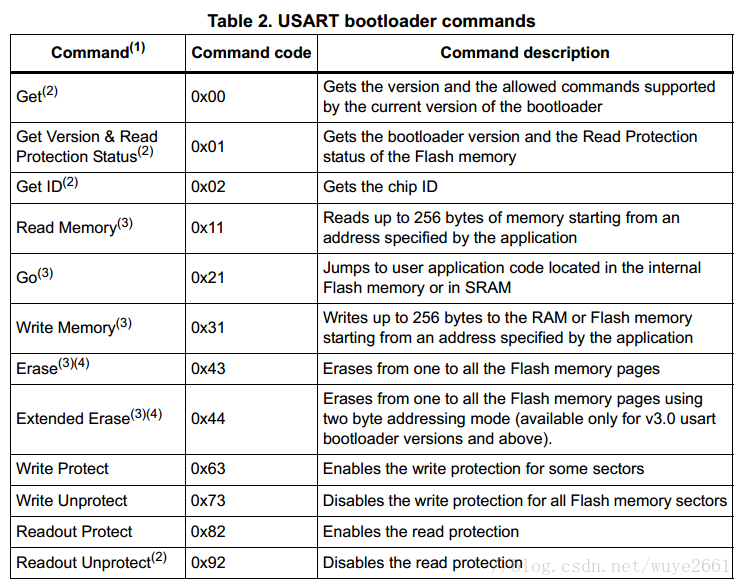 Table 2. USART bootloader commands
Command(1) Command code Command description
Get(2) 0x00 Gets the version and the allowed commands supported
by the current version of the bootloader
Get Version & Read
Protection Status(2) 0x01 Gets the bootloader version and the Read Protection
status of the Flash memory
Get ID(2) 0x02 Gets the chip ID
Read Memory(3) 0x11 Reads up to 256 bytes of memory starting from an
address specified by the application
Go(3) 0x21 Jumps to user application code located in the internal
Flash memory or in SRAM
Write Memory(3) 0x31 Writes up to 256 bytes to the RAM or Flash memory
starting from an address specified by the application
Erase(3)(4) 0x43 Erases from one to all the Flash memory pages
Extended Erase(3)(4) 0x44 Erases from one to all the Flash memory pages using
two byte addressing mode (available only for v3.0 usart
bootloader versions and above).
Write Protect 0x63 Enables the write protection for some sectors
Write Unprotect 0x73 Disables the write protection for all Flash memory sectors
Readout Protect 0x82 Enables the read protection
Readout Unprotect(2) 0x92 Disables the read protection
blog.csdn.net/wuye2661